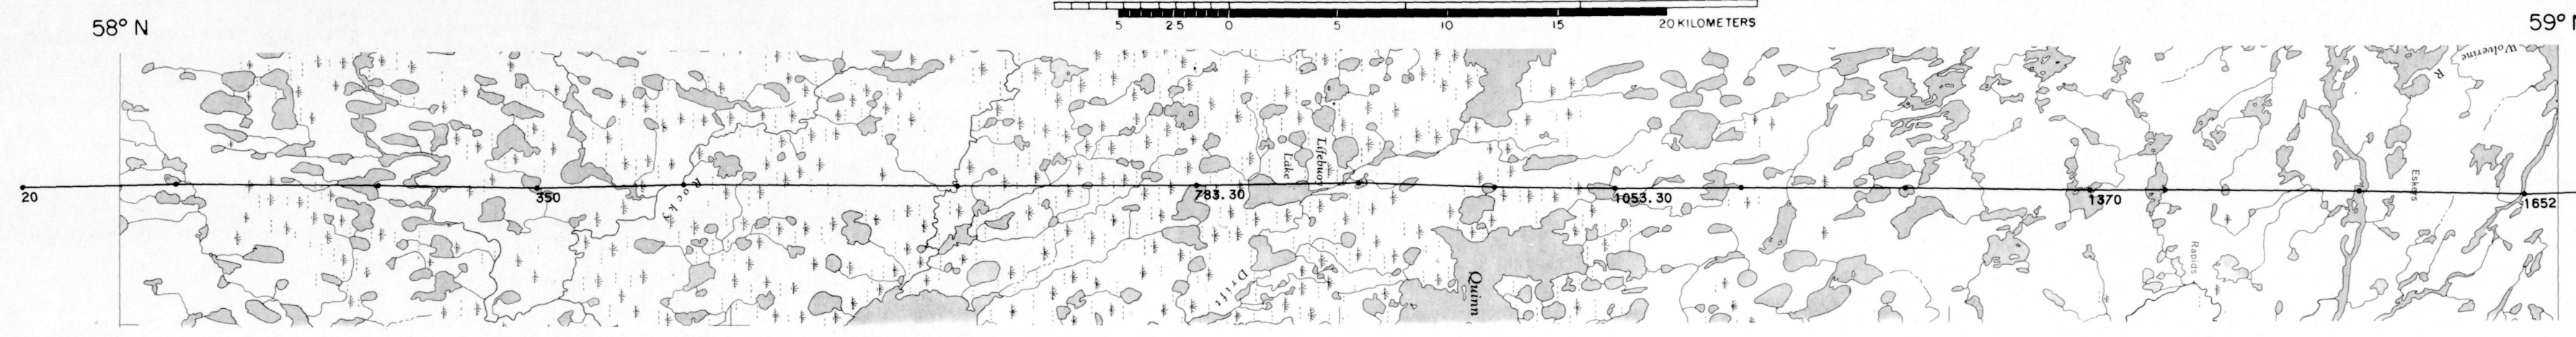 5 2.5 0 5 10 15 20 KILOMETERS
58° N
59° N
Wolverine
R
Lifebuoy
Lake
Rock
20
350
783.30
1053.30
1370
1652
Eskers
Rapids
Drift
Quinn